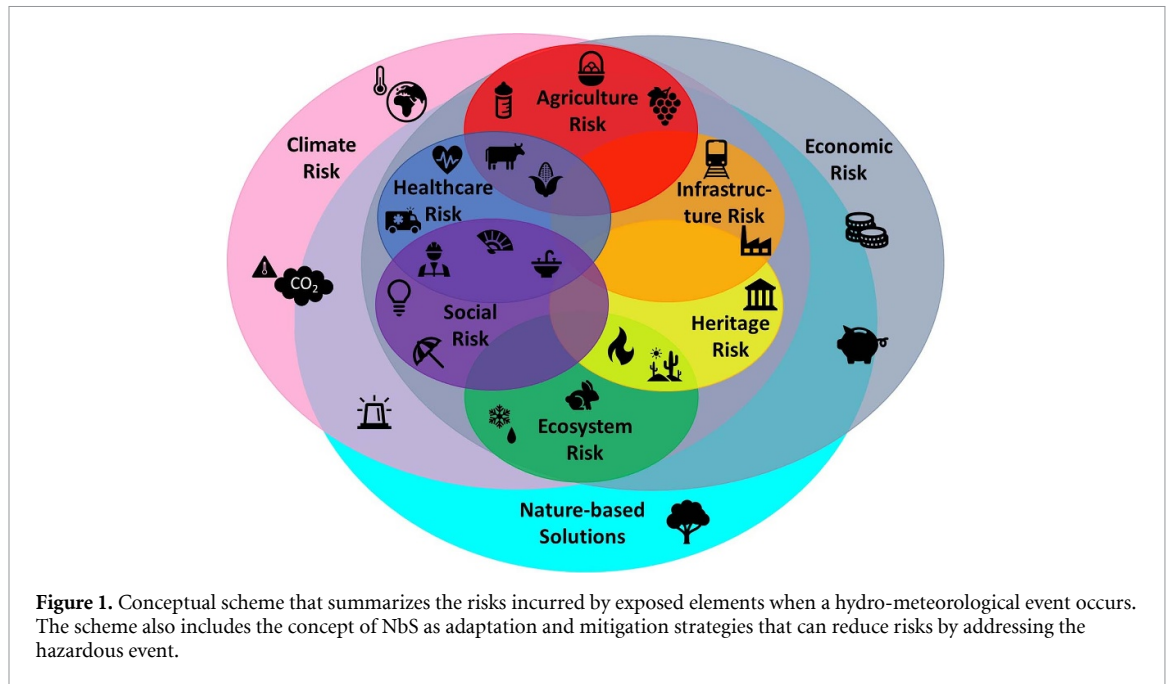 Agriculture
Risk
Climate
Risk
Economic
Risk
Healthcare
Risk
Infrastruc-
ture Risk
CO₂
Social
Risk
Heritage
Risk
Ecosystem
Risk
Nature-based
Solutions
Figure 1. Conceptual scheme that summarizes the risks incurred by exposed elements when a hydro-meteorological event occurs.
The scheme also includes the concept of NbS as adaptation and mitigation strategies that can reduce risks by addressing the
hazardous event.